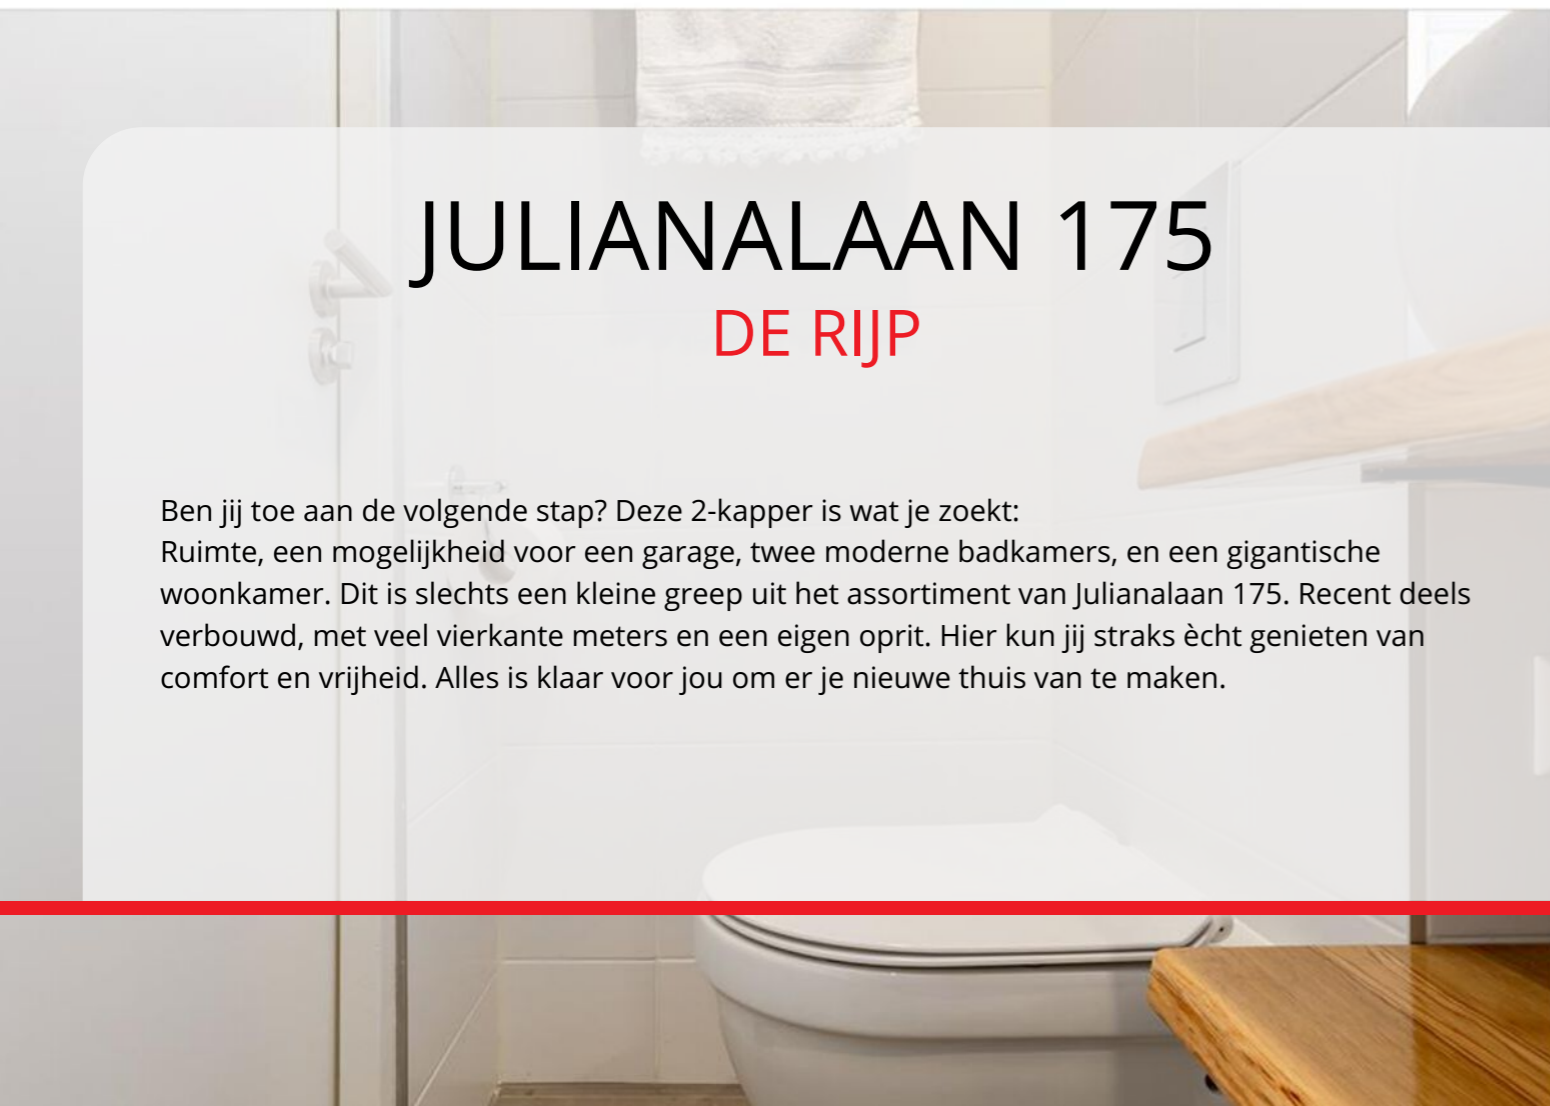 JULIANALAAN 175
DE RIJP
Ben jij toe aan de volgende stap? Deze 2-kapper is wat je zoekt:
Ruimte, een mogelijkheid voor een garage, twee moderne badkamers, en een gigantische
woonkamer. Dit is slechts een kleine greep uit het assortiment van Julianalaan 175. Recent deels
verbouwd, met veel vierkante meters en een eigen oprit. Hier kun jij straks ècht genieten van
comfort en vrijheid. Alles is klaar voor jou om er je nieuwe thuis van te maken.